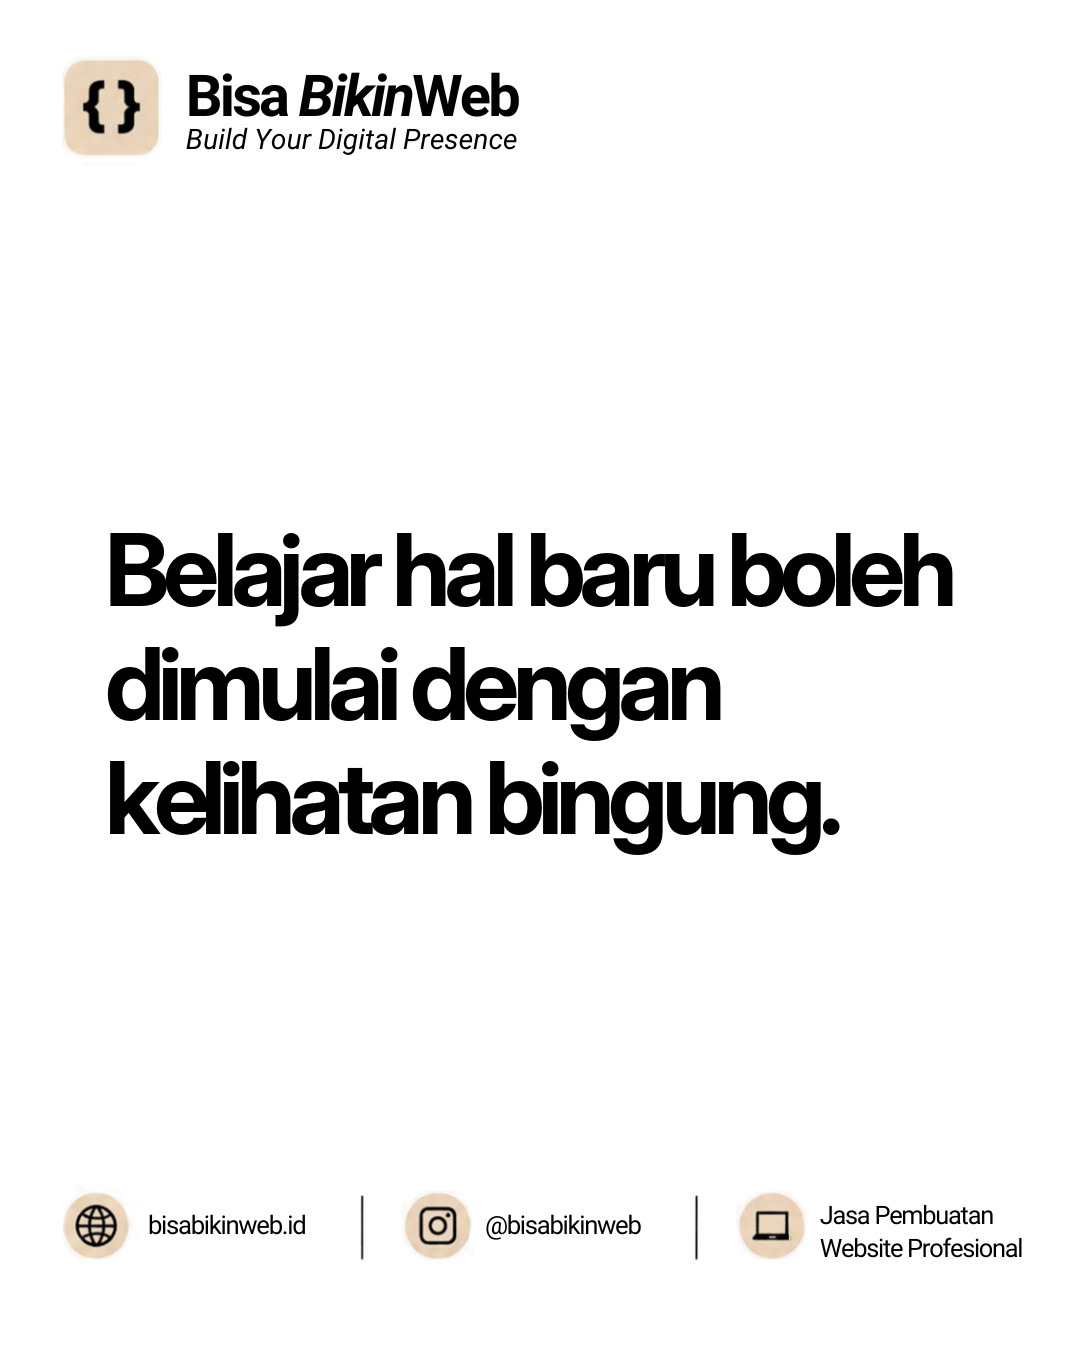 Bisa BikinWeb
Build Your Digital Presence
Belajar hal baru boleh
dimulai dengan
kelihatan bingung.
bisabikinweb.id
@bisabikinweb
Jasa Pembuatan
Website Profesional